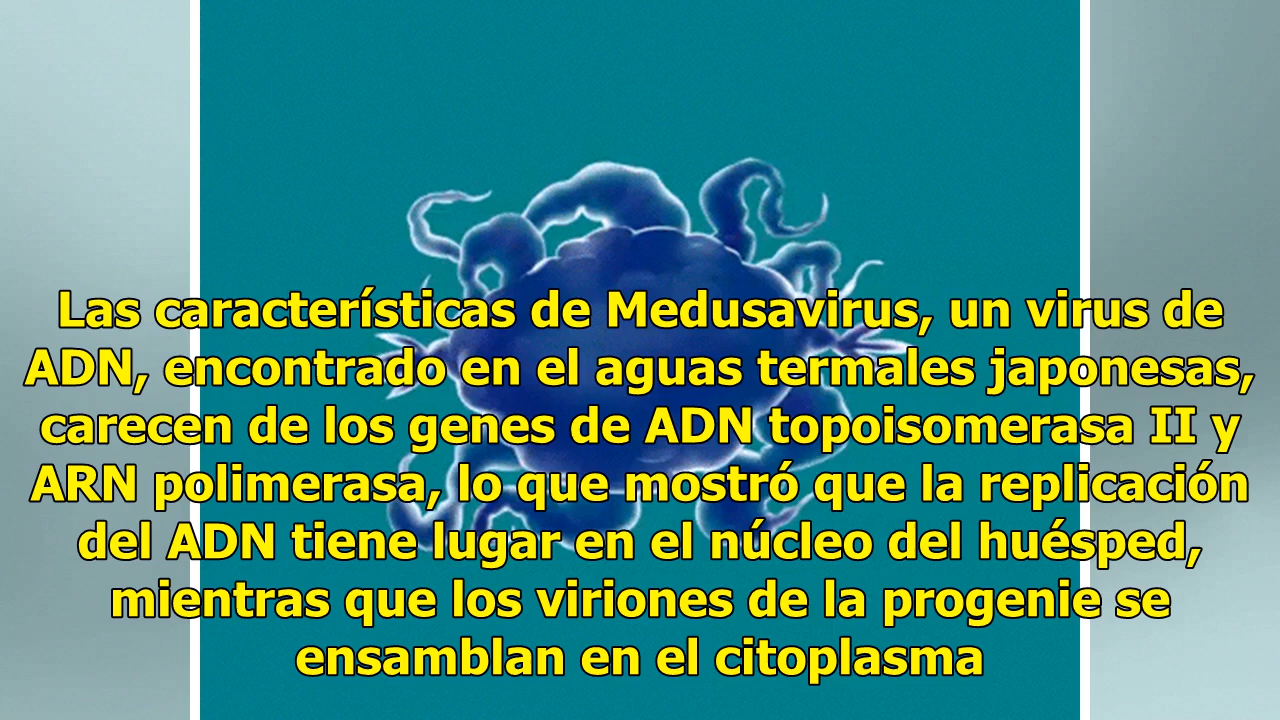 Las características de Medusavirus, un virus de
ADN, encontrado en el aguas termales japonesas,
carecen de los genes de ADN topoisomerasa II y
ARN polimerasa, lo que mostró que la replicación
del ADN tiene lugar en el núcleo del huésped,
mientras que los viriones de la progenie se
ensamblan en el citoplasma